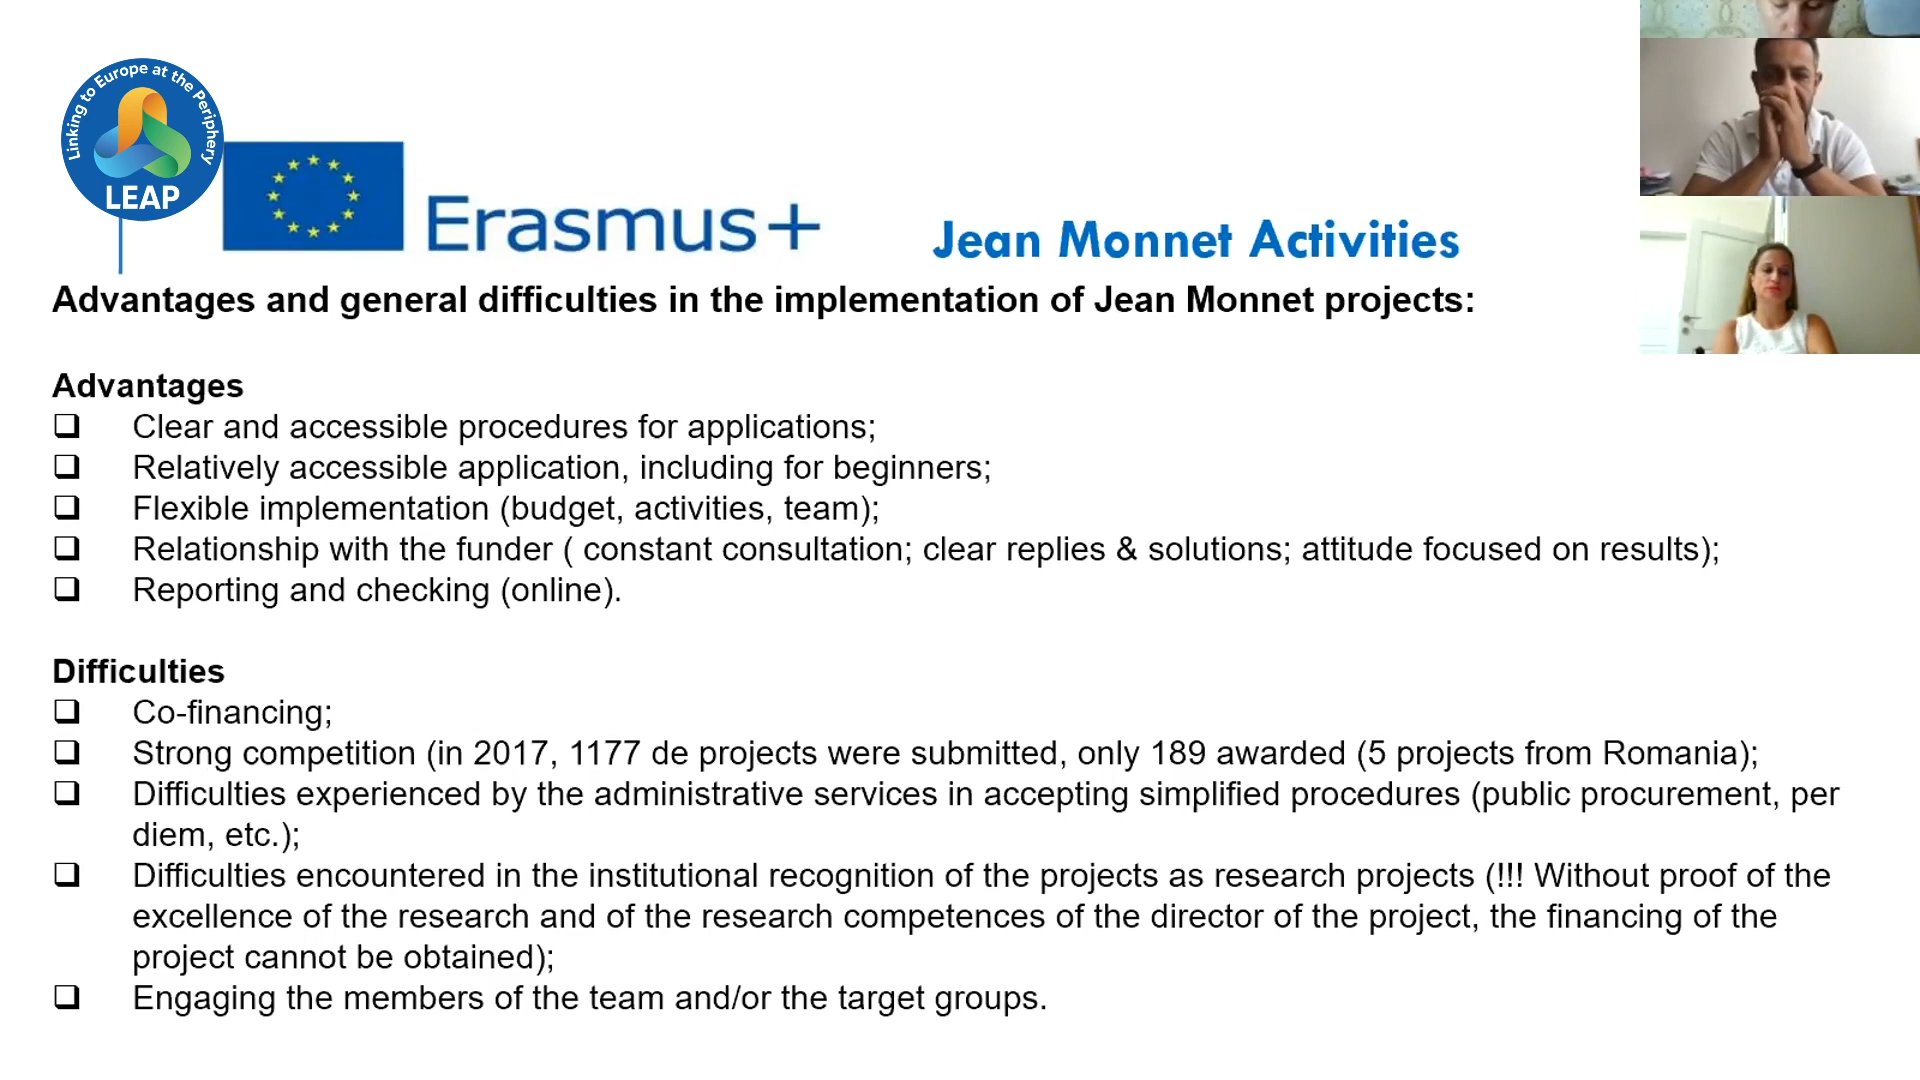 Linking to Europe at the Periphery
LEAP
Erasmus+
Jean Monnet Activities
Advantages and general difficulties in the implementation of Jean Monnet projects:
Advantages
❑ Clear and accessible procedures for applications;
❑ Relatively accessible application, including for beginners;
❑ Flexible implementation (budget, activities, team);
❑ Relationship with the funder ( constant consultation; clear replies & solutions; attitude focused on results);
❑ Reporting and checking (online).
Difficulties
❑ Co-financing;
❑ Strong competition (in 2017, 1177 de projects were submitted, only 189 awarded (5 projects from Romania);
❑ Difficulties experienced by the administrative services in accepting simplified procedures (public procurement, per
diem, etc.);
❑ Difficulties encountered in the institutional recognition of the projects as research projects (!!! Without proof of the
excellence of the research and of the research competences of the director of the project, the financing of the
project cannot be obtained);
❑ Engaging the members of the team and/or the target groups.